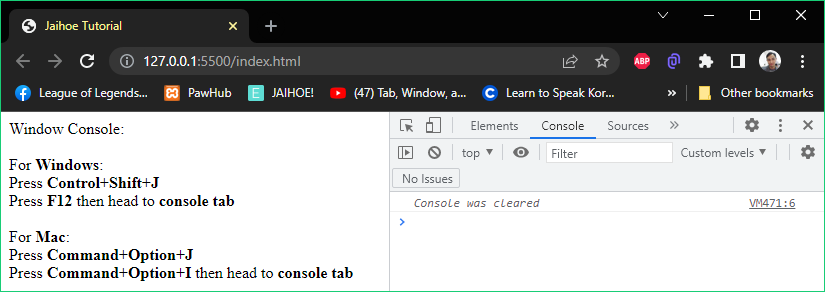 Jaihoe Tutorial
127.0.0.1:5500/index.html
ABP
League of Legends... PawHub E JAIHOE! (47) Tab, Window, a... C Learn to Speak Kor... » Other bookmarks
Window Console:
For Windows:
Press Control+Shift+J
Press F12 then head to console tab
For Mac:
Press Command+Option+J
Press Command+Option+I then head to console tab
Elements Console Sources »
top ▼ Filter Custom levels ▼
No Issues
Console was cleared VM471:6